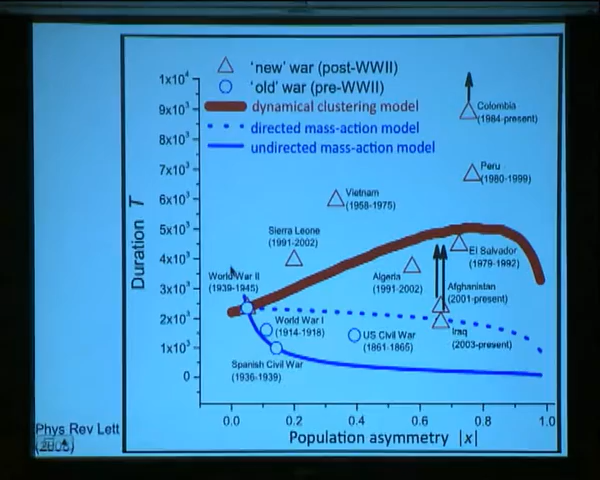 △ 'new' war (post-WWII)
○ 'old' war (pre-WWII)
dynamical clustering model
directed mass-action model
undirected mass-action model
Duration T
1x10⁴
9x10³
8x10³
7x10³
6x10³
5x10³
4x10³
3x10³
2x10³
1x10³
0
Colombia
(1984-present)
Peru
(1980-1999)
Vietnam
(1958-1975)
Sierra Leone
(1991-2002)
El Salvador
(1979-1992)
Algeria
(1991-2002)
World War II
(1939-1945)
Afghanistan
(2001-present)
World War I
(1914-1918)
US Civil War
(1861-1865)
Iraq
(2003-present)
Spanish Civil War
(1936-1939)
0.0 0.2 0.4 0.6 0.8 1.0
Population asymmetry |x|
Phys Rev Lett